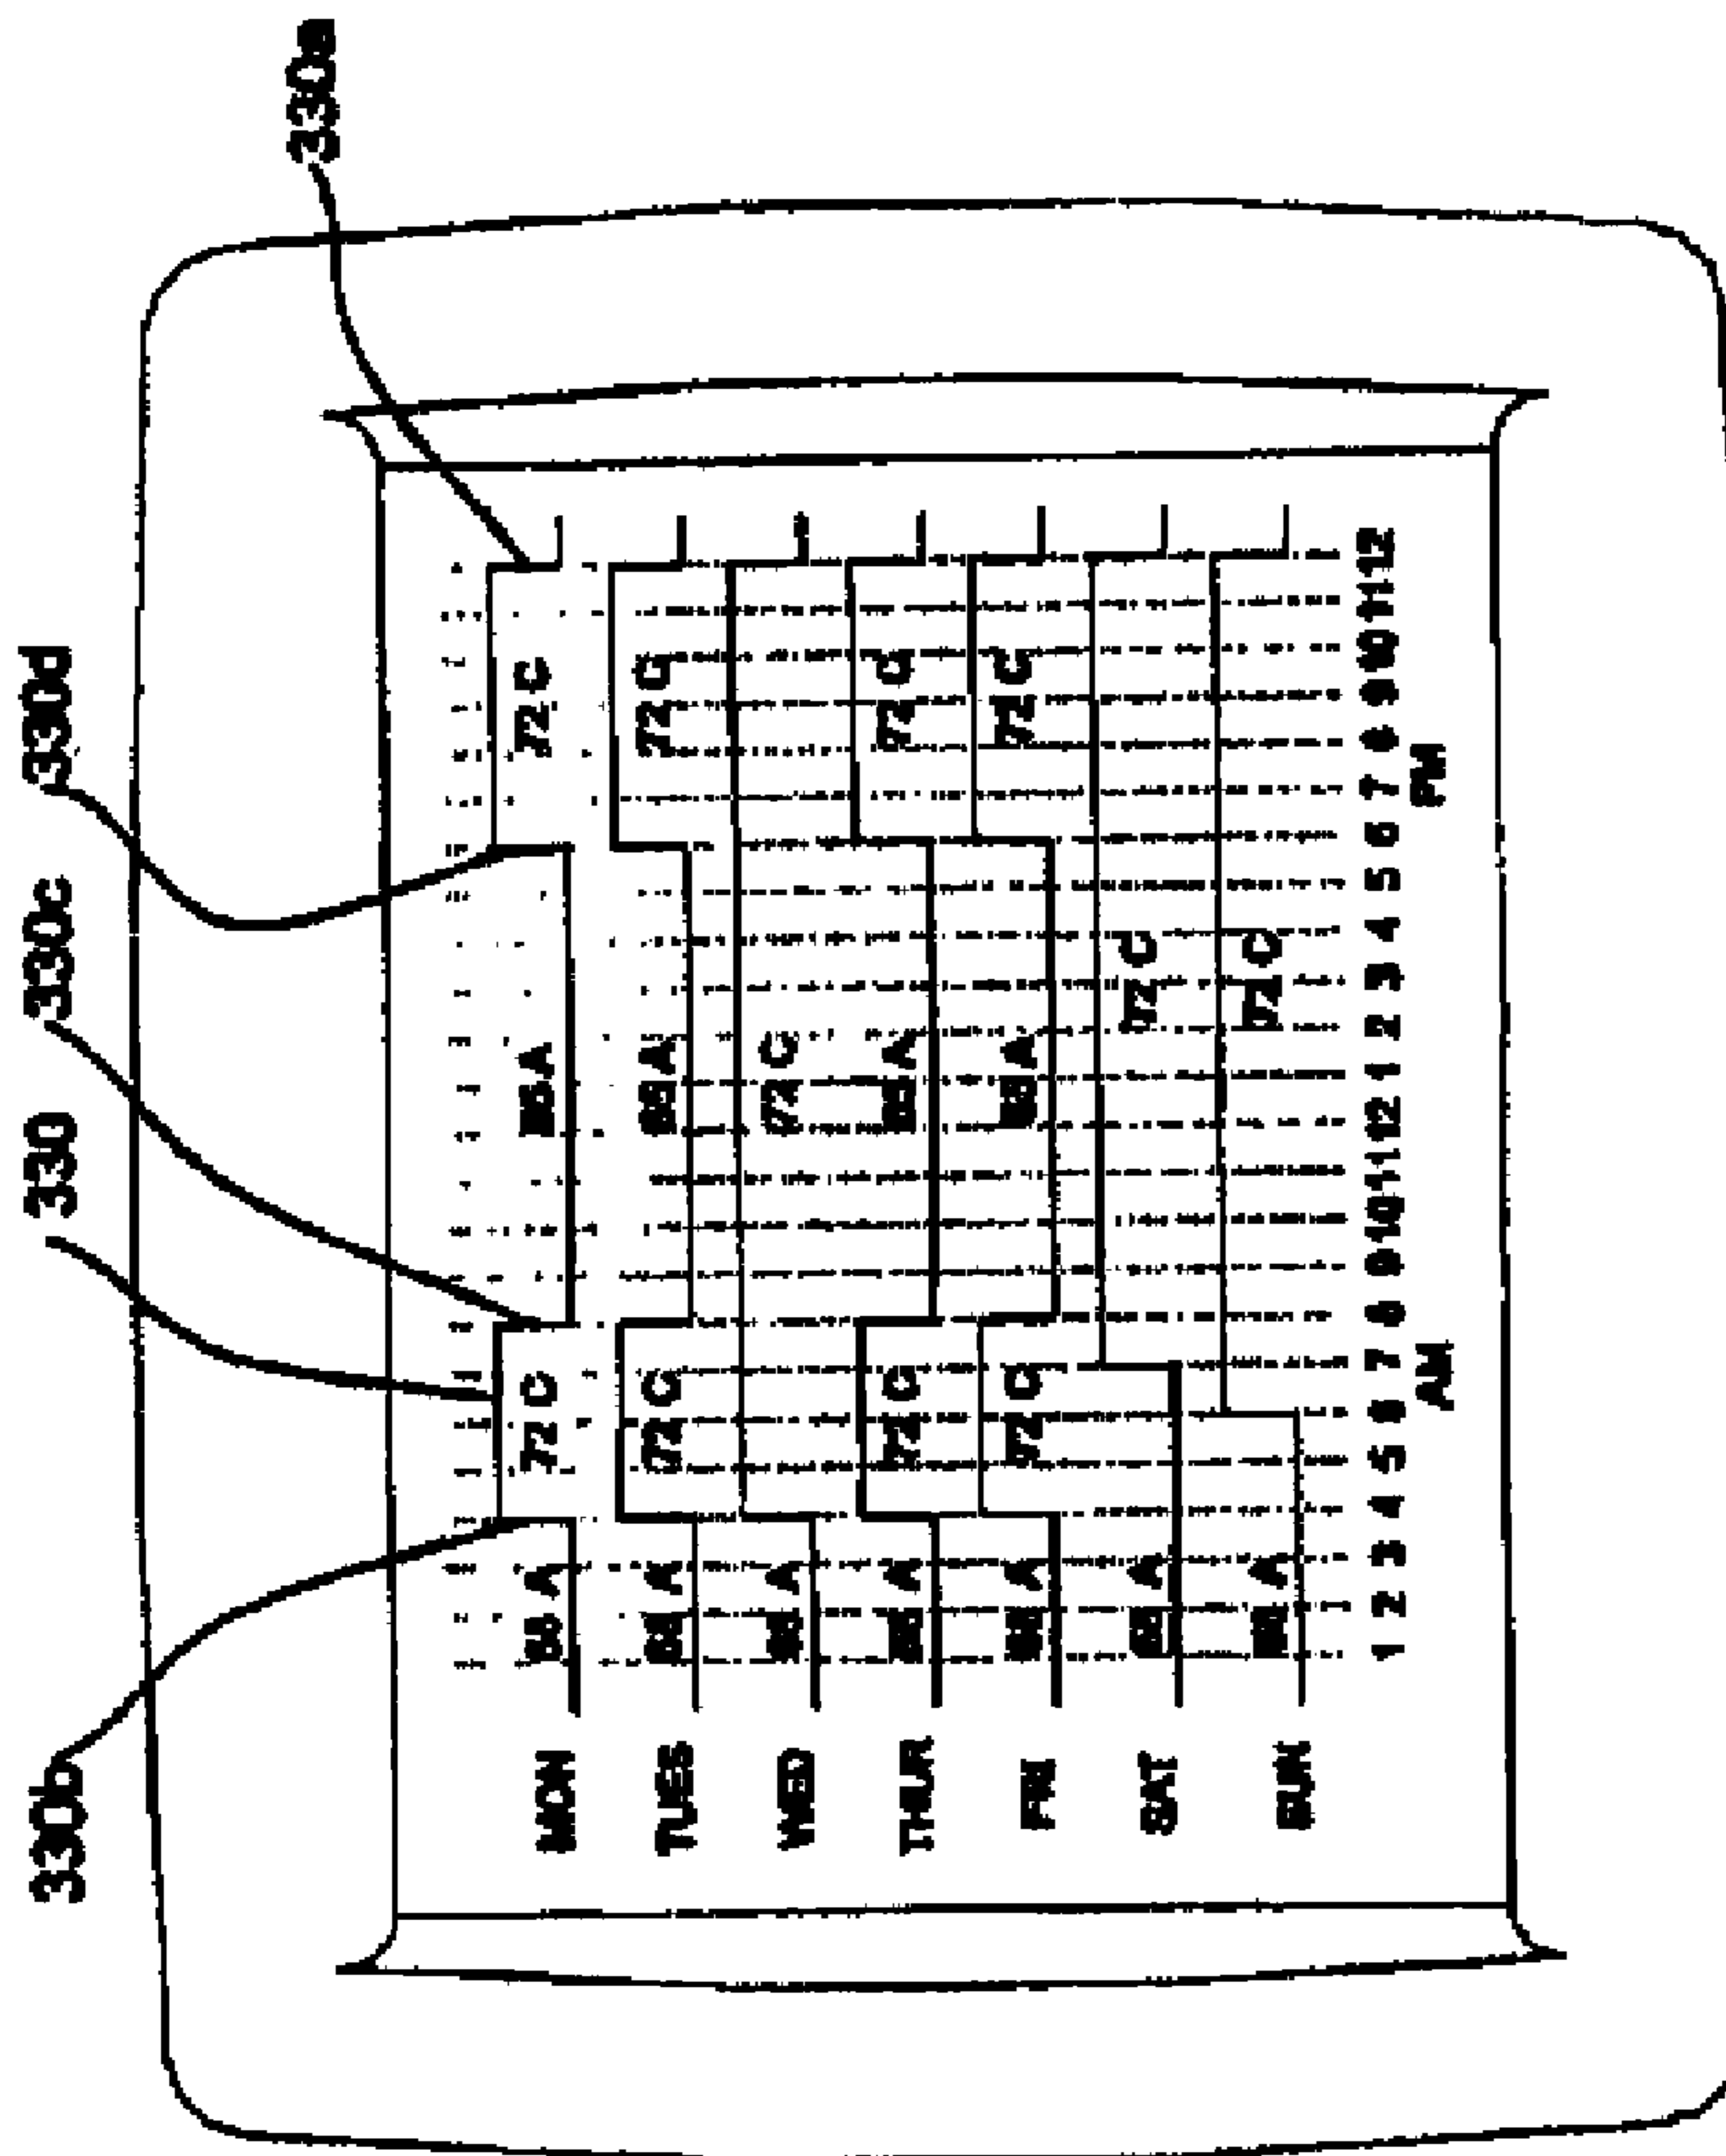 330b 330 330c 330d
330a
MON A 72 C A 72 C
TUES A 72 C A 72 C
WED A 72 C
THUR A 72 C A 72 C
FRI A 72 C A 72 C
SAT A 72 C
SUN A 72 C
1 2 3 4 5 6 7 8 9 10 11 12 1 2 3 4 5 6 7 8 9 10 11 12
AM PM